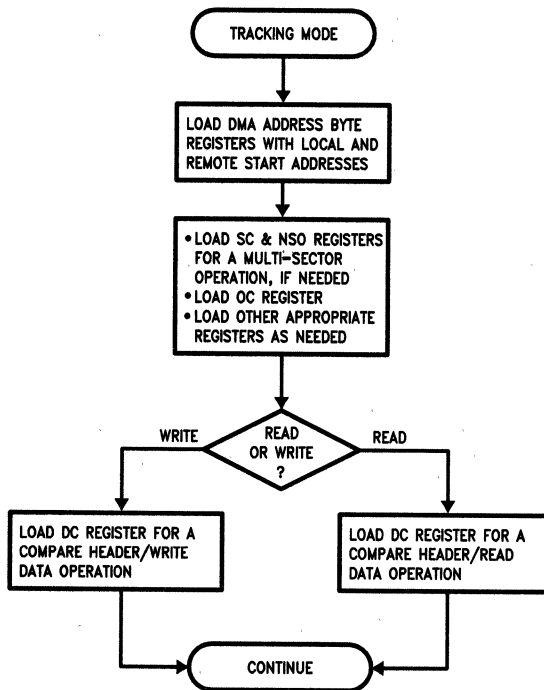 TRACKING MODE
LOAD DMA ADDRESS BYTE
REGISTERS WITH LOCAL AND
REMOTE START ADDRESSES
• LOAD SC & NSO REGISTERS
FOR A MULTI-SECTOR
OPERATION, IF NEEDED
• LOAD OC REGISTER
• LOAD OTHER APPROPRIATE
REGISTERS AS NEEDED
WRITE
READ
OR WRITE
?
READ
LOAD DC REGISTER FOR A
COMPARE HEADER/WRITE
DATA OPERATION
LOAD DC REGISTER FOR A
COMPARE HEADER/READ
DATA OPERATION
CONTINUE